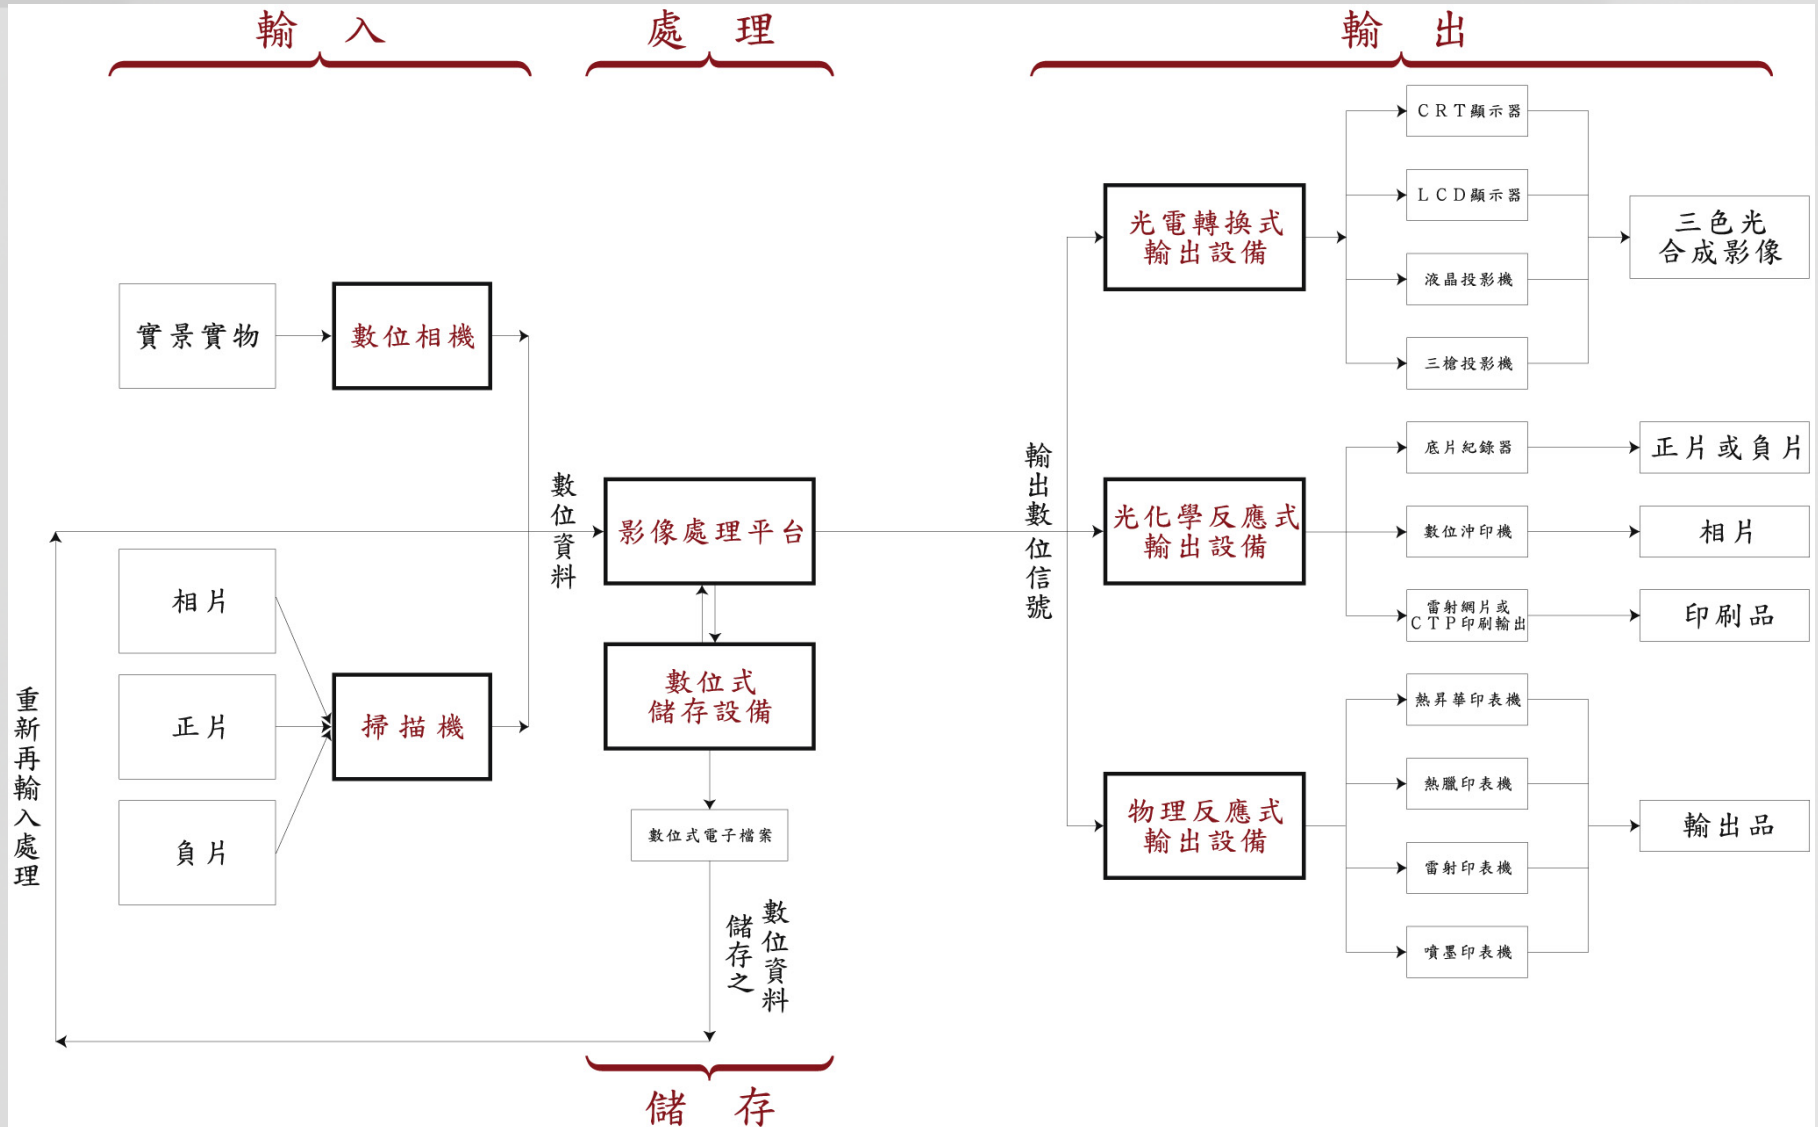 輸入
處理
輸出
實景實物
數位相機
相片
正片
負片
掃描機
重新再輸入處理
數位資料
影像處理平台
數位式
儲存設備
數位式電子檔案
數位資料
儲存之
儲存
輸出數位信號
光電轉換式
輸出設備
CRT顯示器
LCD顯示器
液晶投影機
三槍投影機
三色光
合成影像
光化學反應式
輸出設備
底片紀錄器
正片或負片
數位沖印機
相片
雷射網片或
CTP印刷輸出
印刷品
物理反應式
輸出設備
熱昇華印表機
熱臘印表機
雷射印表機
噴墨印表機
輸出品